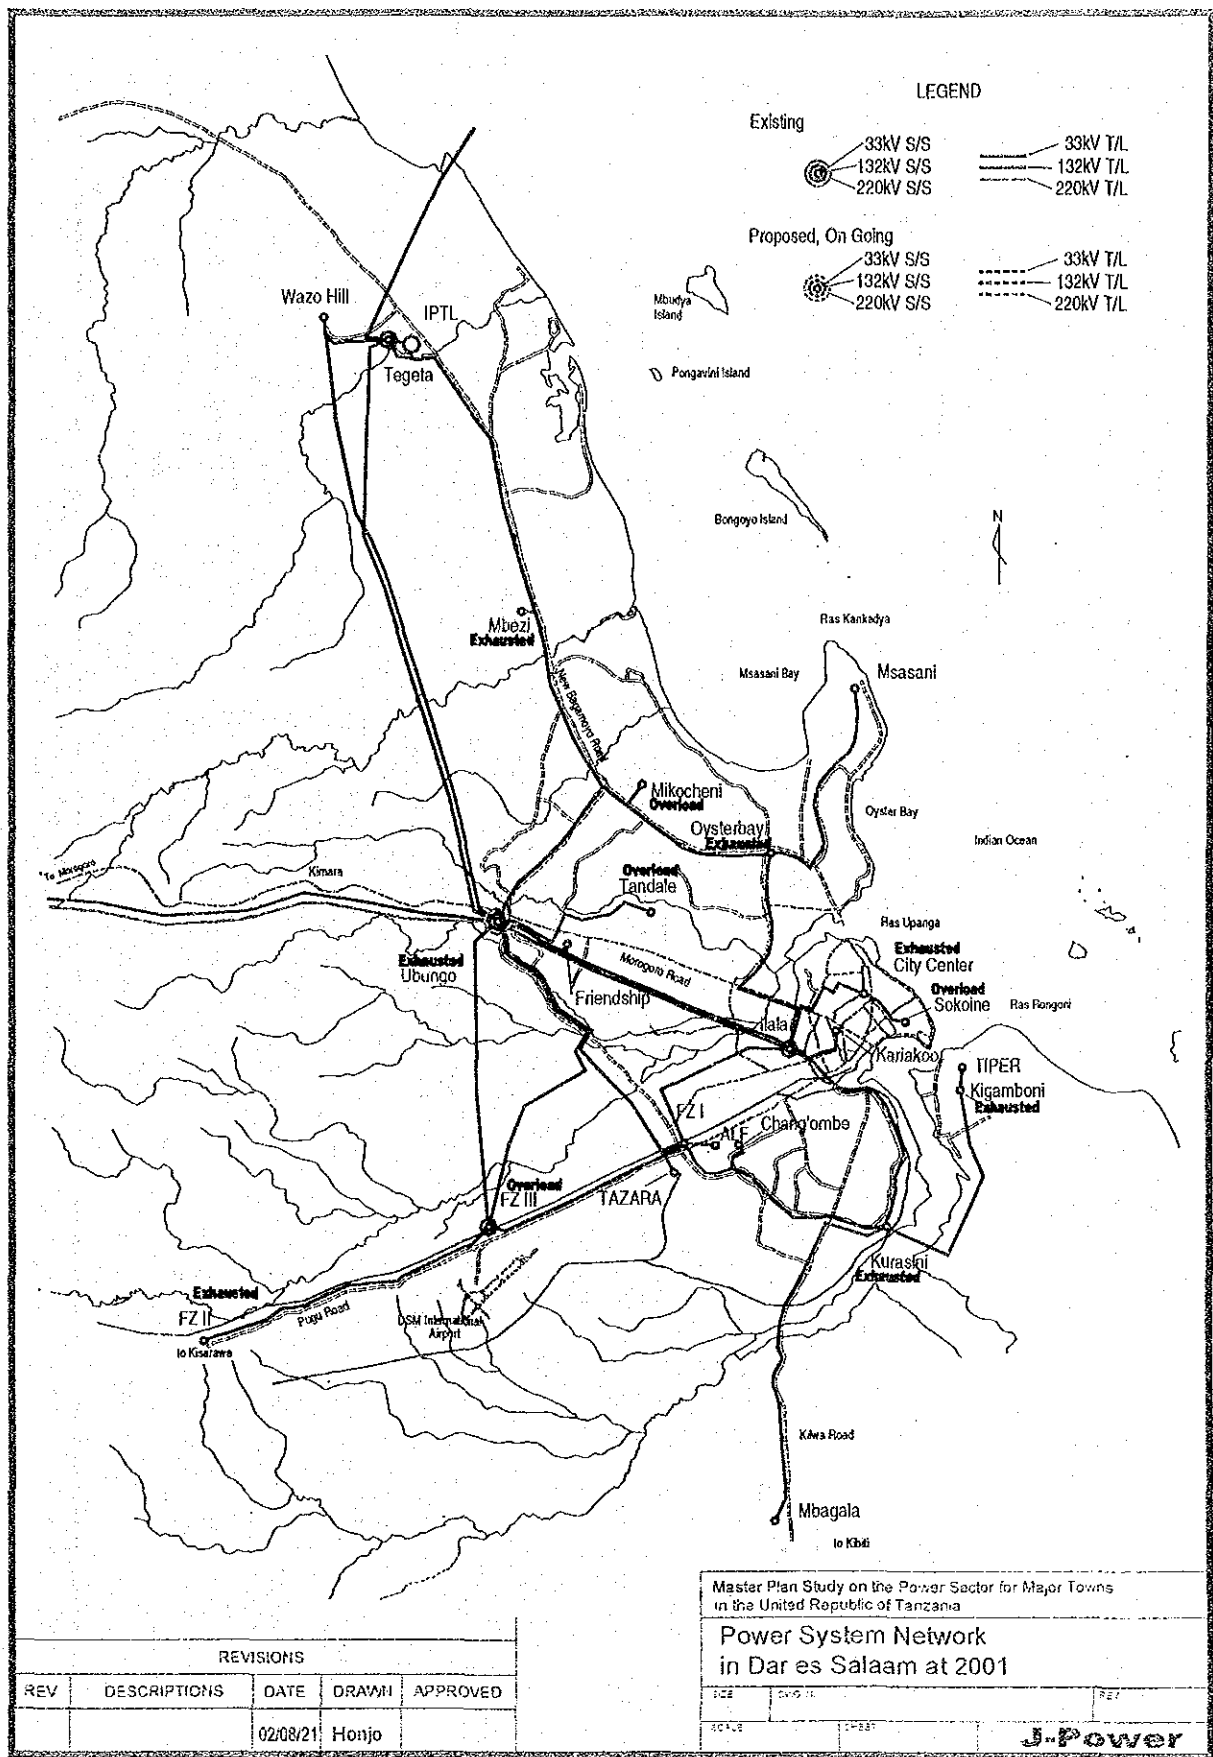 LEGEND
Existing
33kV S/S
132kV S/S
220kV S/S
33kV T/L
132kV T/L
220kV T/L
Proposed, On Going
33kV S/S
132kV S/S
220kV S/S
33kV T/L
132kV T/L
220kV T/L
Wazo Hill
IPTL
Tegeta
Mbudya
Island
Pongavini Island
Bongoyo Island
N
Mbezi
Exhausted
Ras Kankadya
Msasani Bay
Msasani
New Bagamoyo Road
Mikocheni
Overload
Oysterbay
Exhausted
Oyster Bay
Indian Ocean
To Morogoro
Kimara
Overload
Tandale
Ras Upanga
Exhausted
City Center
Exhausted
Ubungo
Morogoro Road
Friendship
Overload
Sokoine
Ras Rongoni
Ilala
Kariakoo
TIPER
Kigamboni
Exhausted
FZ I
ALF
Chang'ombe
Overload
FZ III
TAZARA
Kurasini
Exhausted
Exhausted
FZ II
Pugu Road
to Kisarawe
DSM International
Airport
Kilwa Road
Mbagala
to Kibiti
Master Plan Study on the Power Sector for Major Towns
in the United Republic of Tanzania
Power System Network
in Dar es Salaam at 2001
SCALE
SHEET
REV
J-Power
REVISIONS
REV DESCRIPTIONS DATE DRAWN APPROVED
02/08/21 Honjo